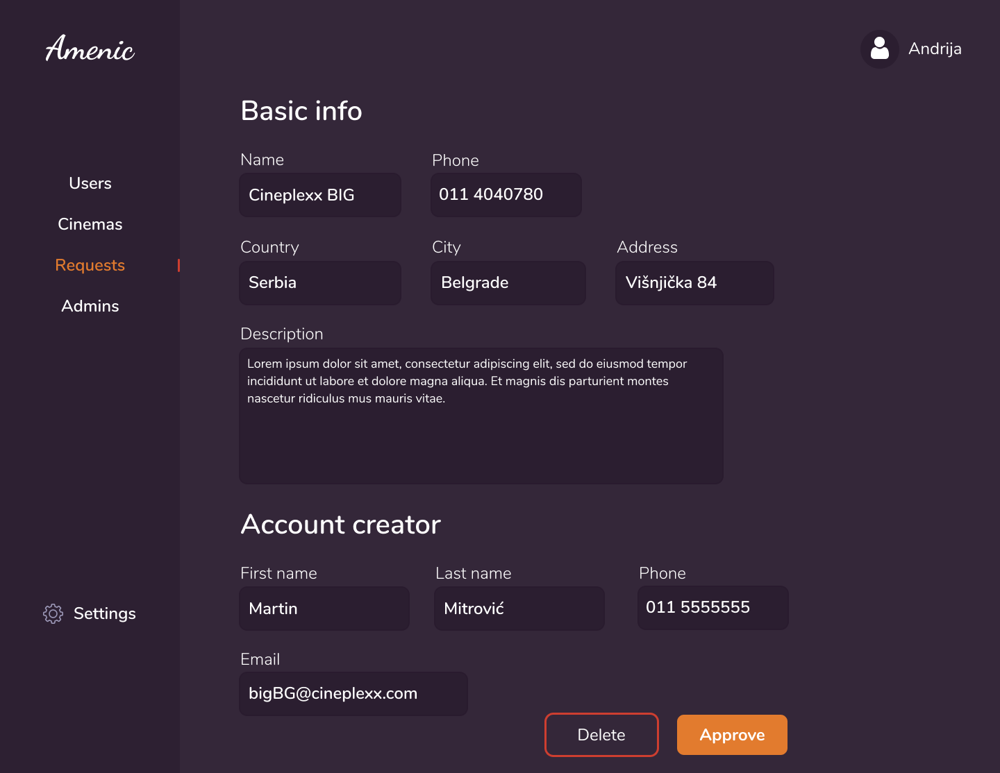 Amenic
Andrija
Users
Cinemas
Requests
Admins
Settings
Basic info
Name
Phone
Cineplexx BIG
011 4040780
Country
City
Address
Serbia
Belgrade
Višnjička 84
Description
Lorem ipsum dolor sit amet, consectetur adipiscing elit, sed do eiusmod tempor
incididunt ut labore et dolore magna aliqua. Et magnis dis parturient montes
nascetur ridiculus mus mauris vitae.
Account creator
First name
Last name
Phone
Martin
Mitrović
011 5555555
Email
bigBG@cineplexx.com
Delete
Approve